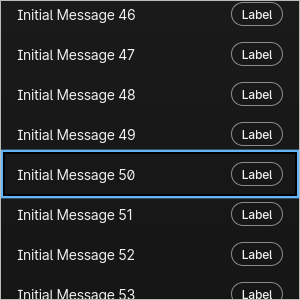 Initial Message 46 Label
Initial Message 47 Label
Initial Message 48 Label
Initial Message 49 Label
Initial Message 50 Label
Initial Message 51 Label
Initial Message 52 Label
Initial Message 53 Label